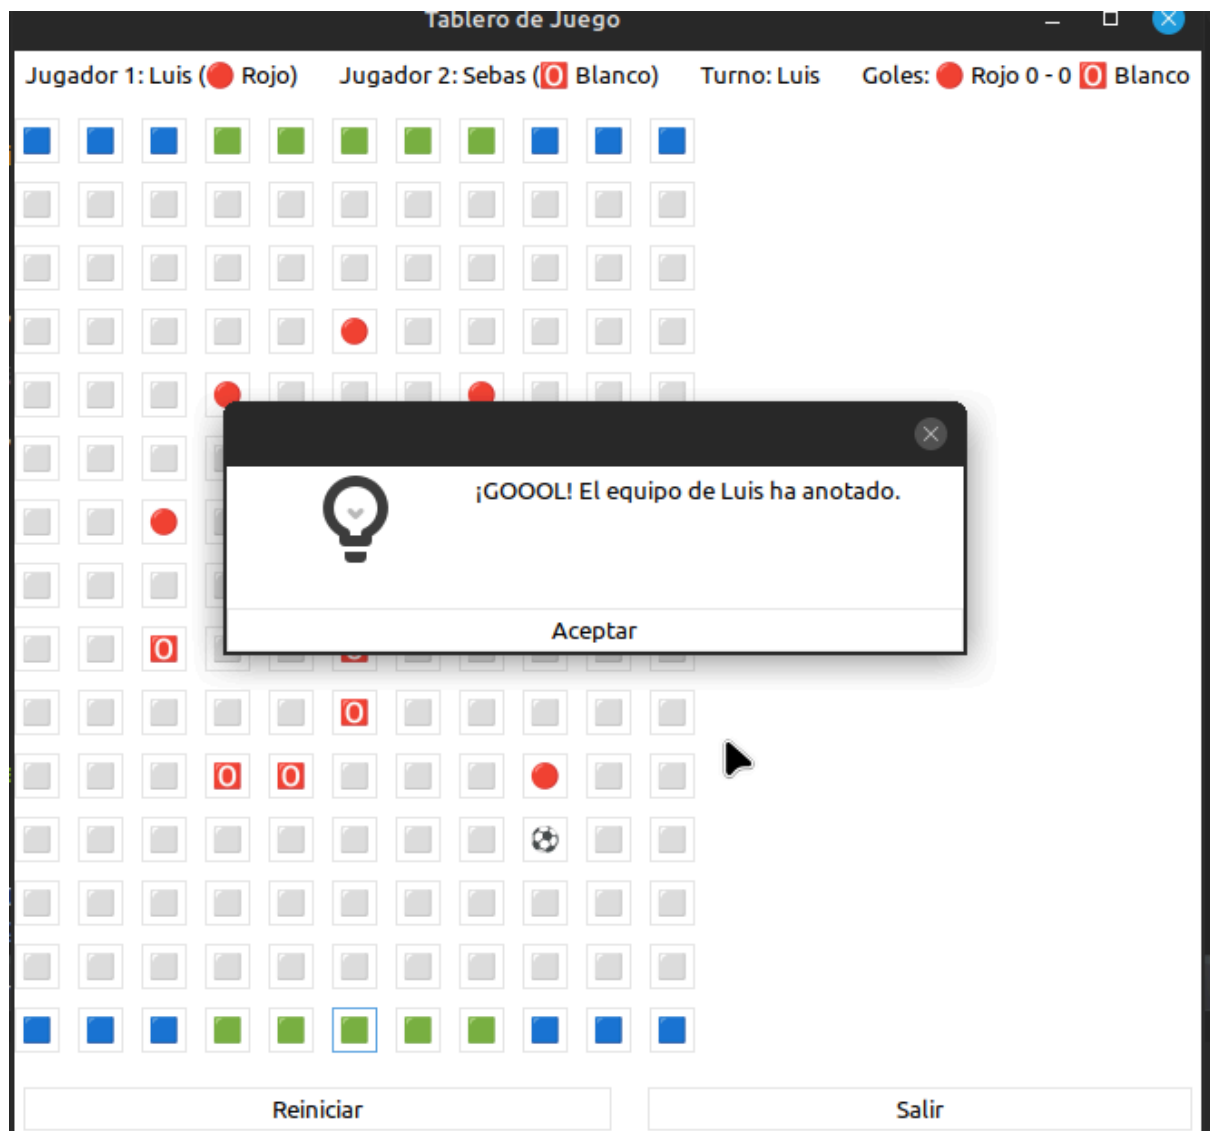 Tablero de Juego
Jugador 1: Luis (🔴 Rojo) Jugador 2: Sebas (🅾 Blanco) Turno: Luis Goles: 🔴 Rojo 0 - 0 🅾 Blanco
¡GOOOL! El equipo de Luis ha anotado.
Aceptar
Reiniciar Salir